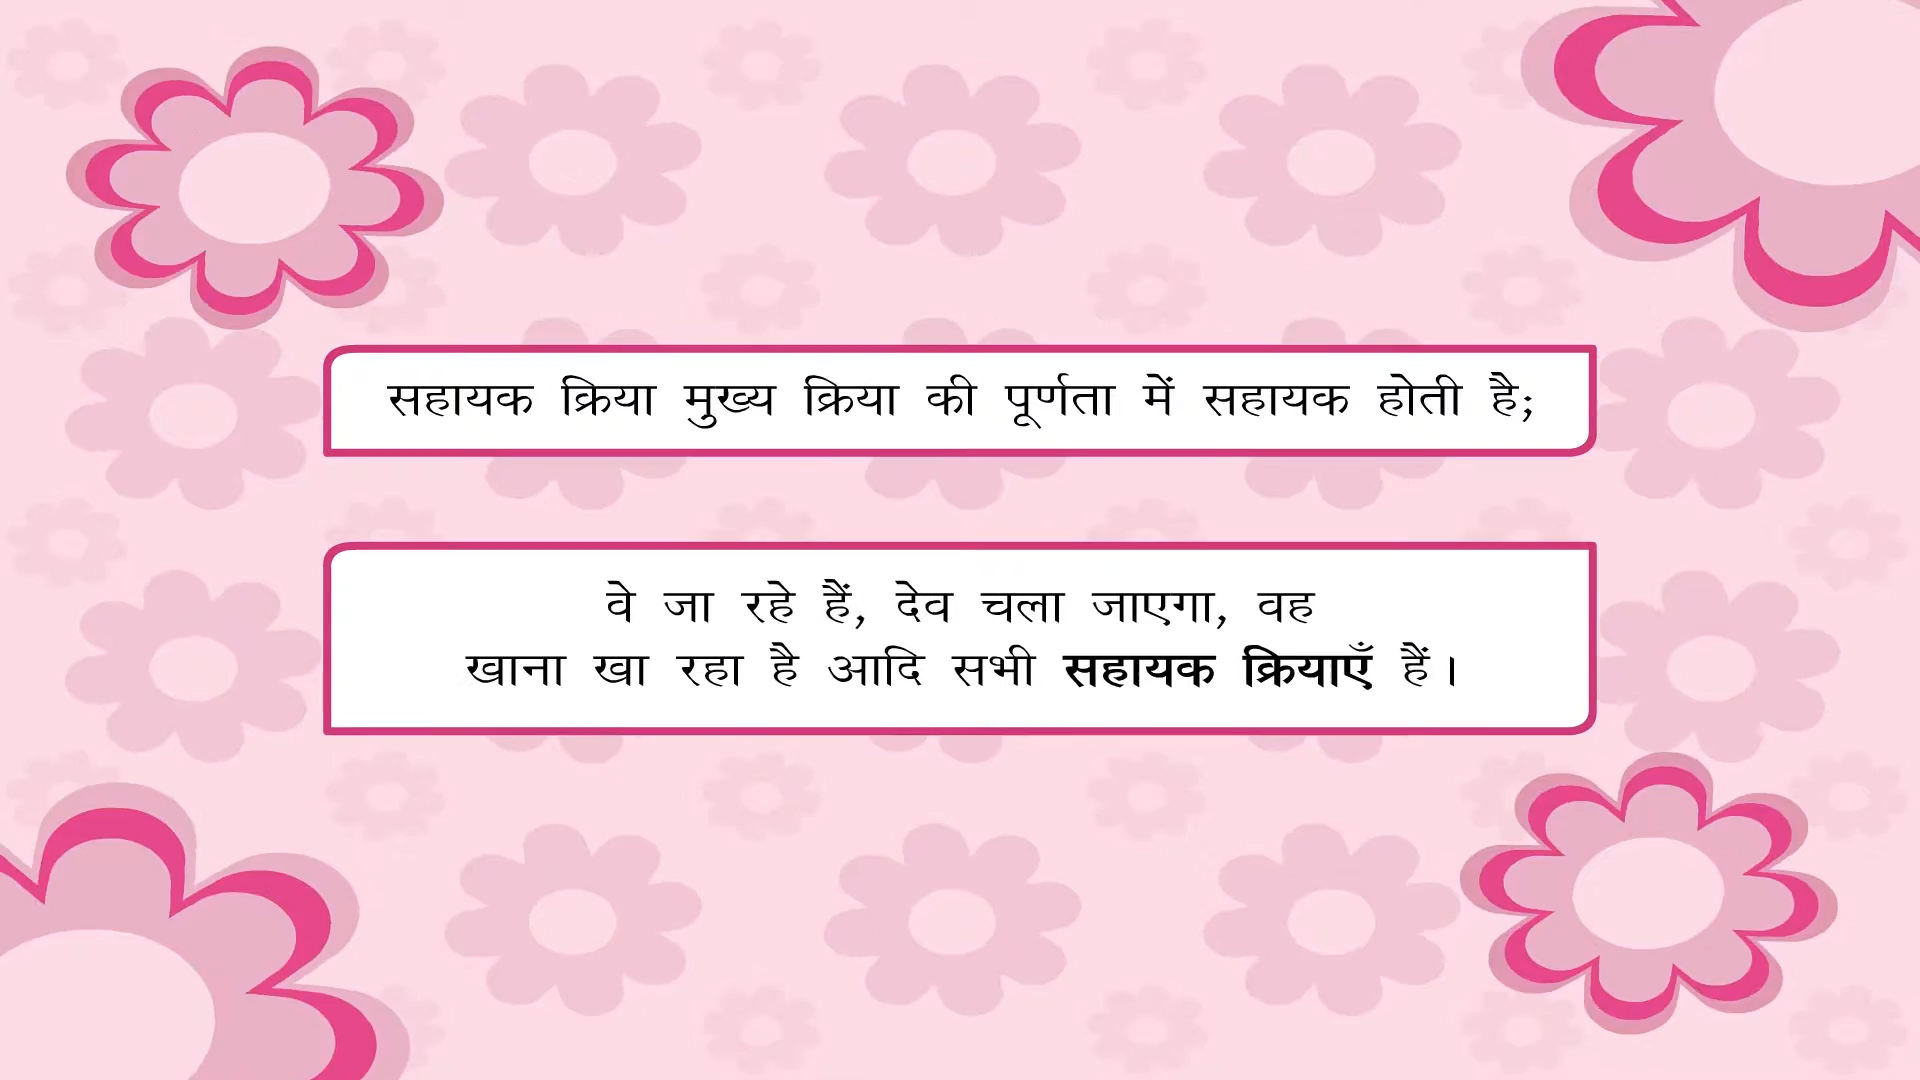 सहायक क्रिया मुख्य क्रिया की पूर्णता में सहायक होती है;
वे जा रहे हैं, देव चला जाएगा, वह
खाना खा रहा है आदि सभी सहायक क्रियाएँ हैं।